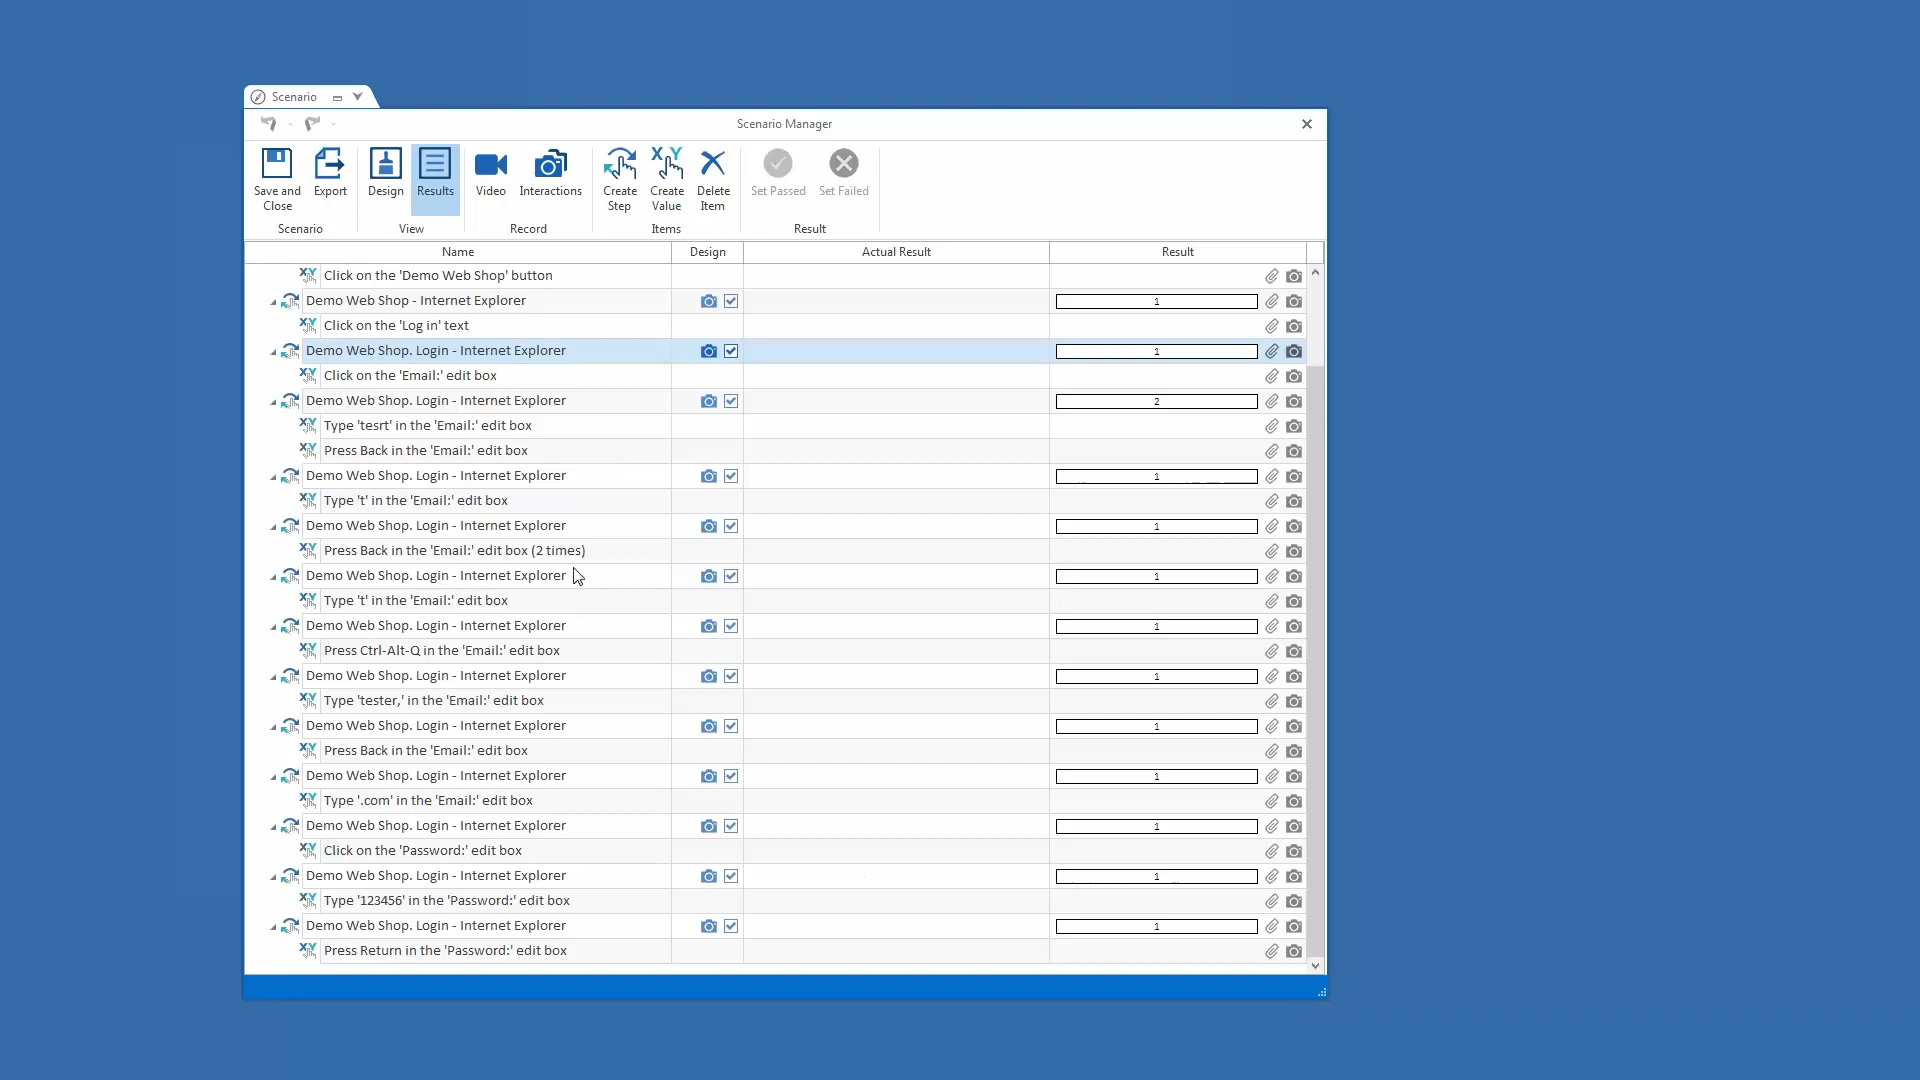 Scenario
Scenario Manager
Save and Close
Export
Design
Results
Video
Interactions
Create Step
Create Value
Delete Item
Set Passed
Set Failed
Scenario
View
Record
Items
Result
Name Design Actual Result Result
Click on the 'Demo Web Shop' button
Demo Web Shop - Internet Explorer 1
Click on the 'Log in' text
Demo Web Shop. Login - Internet Explorer 1
Click on the 'Email:' edit box
Demo Web Shop. Login - Internet Explorer 2
Type 'tesrt' in the 'Email:' edit box
Press Back in the 'Email:' edit box
Demo Web Shop. Login - Internet Explorer 1
Type 't' in the 'Email:' edit box
Demo Web Shop. Login - Internet Explorer 1
Press Back in the 'Email:' edit box (2 times)
Demo Web Shop. Login - Internet Explorer 1
Type 't' in the 'Email:' edit box
Demo Web Shop. Login - Internet Explorer 1
Press Ctrl-Alt-Q in the 'Email:' edit box
Demo Web Shop. Login - Internet Explorer 1
Type 'tester,' in the 'Email:' edit box
Demo Web Shop. Login - Internet Explorer 1
Press Back in the 'Email:' edit box
Demo Web Shop. Login - Internet Explorer 1
Type '.com' in the 'Email:' edit box
Demo Web Shop. Login - Internet Explorer 1
Click on the 'Password:' edit box
Demo Web Shop. Login - Internet Explorer 1
Type '123456' in the 'Password:' edit box
Demo Web Shop. Login - Internet Explorer 1
Press Return in the 'Password:' edit box